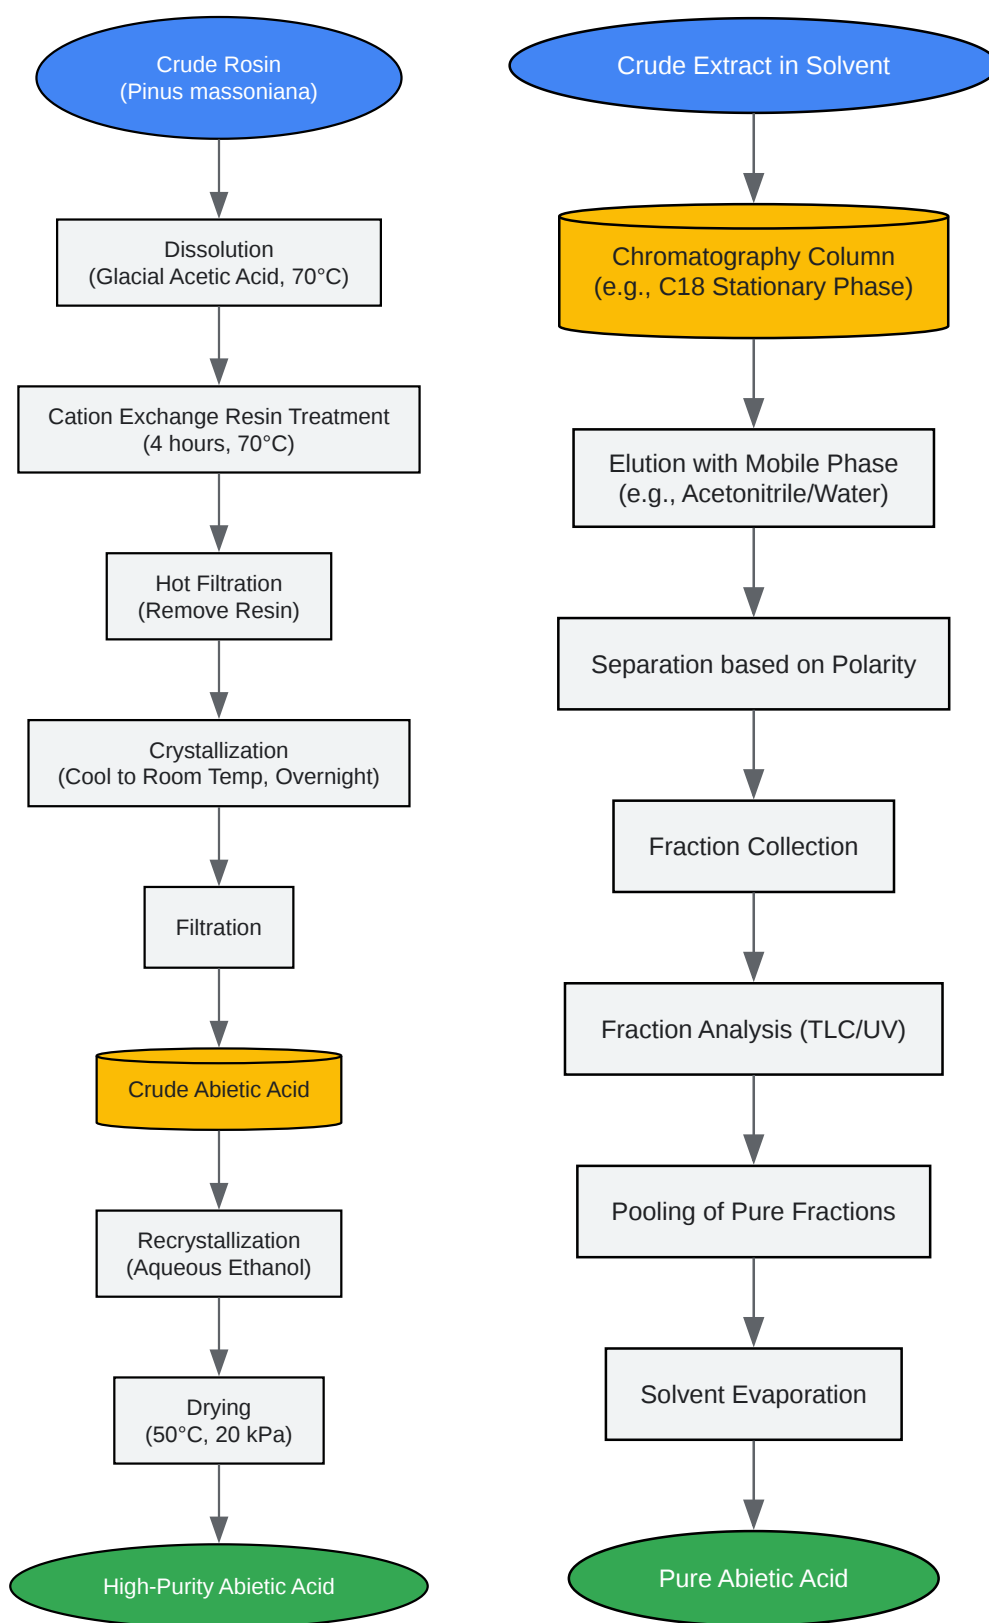 Crude Rosin
(Pinus massoniana)
Dissolution
(Glacial Acetic Acid, 70°C)
Cation Exchange Resin Treatment
(4 hours, 70°C)
Hot Filtration
(Remove Resin)
Crystallization
(Cool to Room Temp, Overnight)
Filtration
Crude Abietic Acid
Recrystallization
(Aqueous Ethanol)
Drying
(50°C, 20 kPa)
High-Purity Abietic Acid
Crude Extract in Solvent
Chromatography Column
(e.g., C18 Stationary Phase)
Elution with Mobile Phase
(e.g., Acetonitrile/Water)
Separation based on Polarity
Fraction Collection
Fraction Analysis (TLC/UV)
Pooling of Pure Fractions
Solvent Evaporation
Pure Abietic Acid